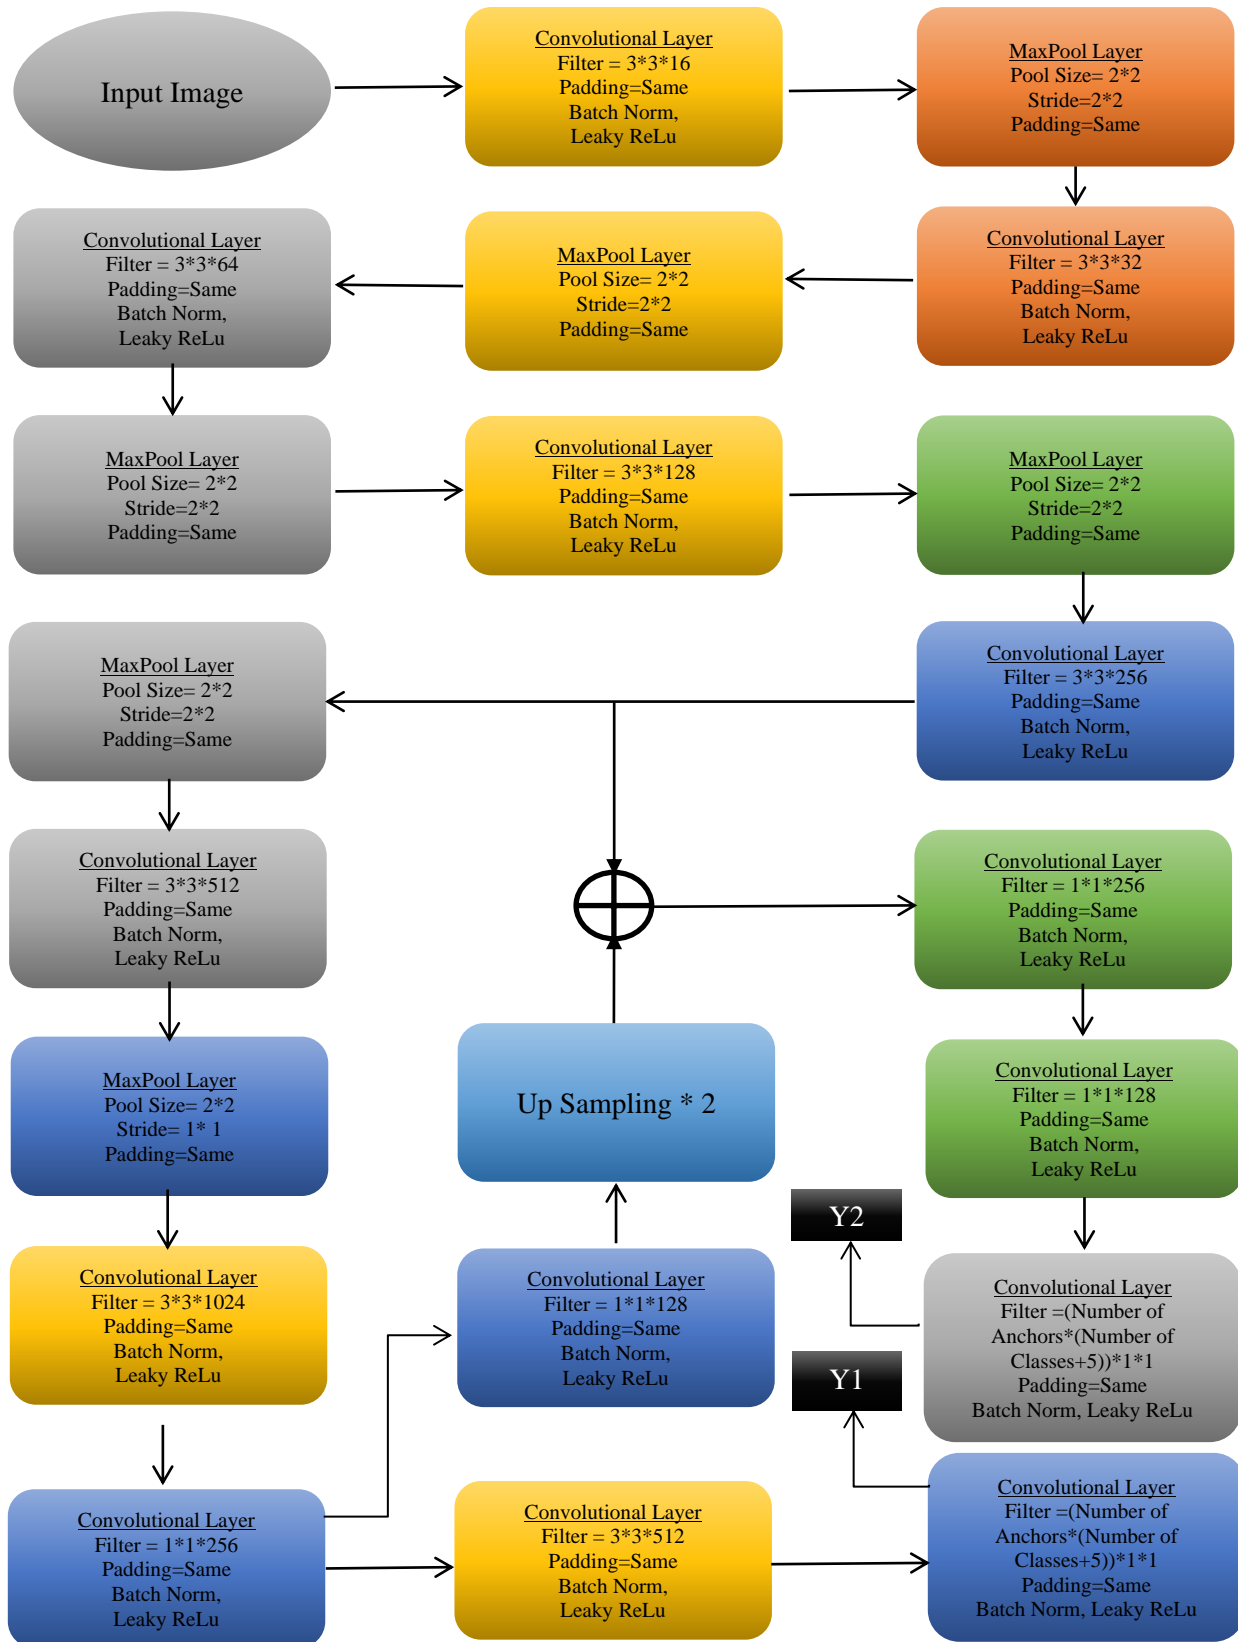 Input Image
Convolutional Layer
Filter = 3*3*16
Padding=Same
Batch Norm,
Leaky ReLu
MaxPool Layer
Pool Size= 2*2
Stride=2*2
Padding=Same
Convolutional Layer
Filter = 3*3*32
Padding=Same
Batch Norm,
Leaky ReLu
MaxPool Layer
Pool Size= 2*2
Stride=2*2
Padding=Same
Convolutional Layer
Filter = 3*3*64
Padding=Same
Batch Norm,
Leaky ReLu
MaxPool Layer
Pool Size= 2*2
Stride=2*2
Padding=Same
Convolutional Layer
Filter = 3*3*128
Padding=Same
Batch Norm,
Leaky ReLu
MaxPool Layer
Pool Size= 2*2
Stride=2*2
Padding=Same
Convolutional Layer
Filter = 3*3*256
Padding=Same
Batch Norm,
Leaky ReLu
MaxPool Layer
Pool Size= 2*2
Stride=2*2
Padding=Same
Convolutional Layer
Filter = 3*3*512
Padding=Same
Batch Norm,
Leaky ReLu
MaxPool Layer
Pool Size= 2*2
Stride= 1* 1
Padding=Same
Convolutional Layer
Filter = 3*3*1024
Padding=Same
Batch Norm,
Leaky ReLu
Convolutional Layer
Filter = 1*1*256
Padding=Same
Batch Norm,
Leaky ReLu
Convolutional Layer
Filter = 1*1*128
Padding=Same
Batch Norm,
Leaky ReLu
Up Sampling * 2
Convolutional Layer
Filter = 1*1*256
Padding=Same
Batch Norm,
Leaky ReLu
Convolutional Layer
Filter = 1*1*128
Padding=Same
Batch Norm,
Leaky ReLu
Convolutional Layer
Filter =(Number of
Anchors*(Number of
Classes+5))*1*1
Padding=Same
Batch Norm, Leaky ReLu
Y2
Convolutional Layer
Filter = 3*3*512
Padding=Same
Batch Norm,
Leaky ReLu
Convolutional Layer
Filter =(Number of
Anchors*(Number of
Classes+5))*1*1
Padding=Same
Batch Norm, Leaky ReLu
Y1